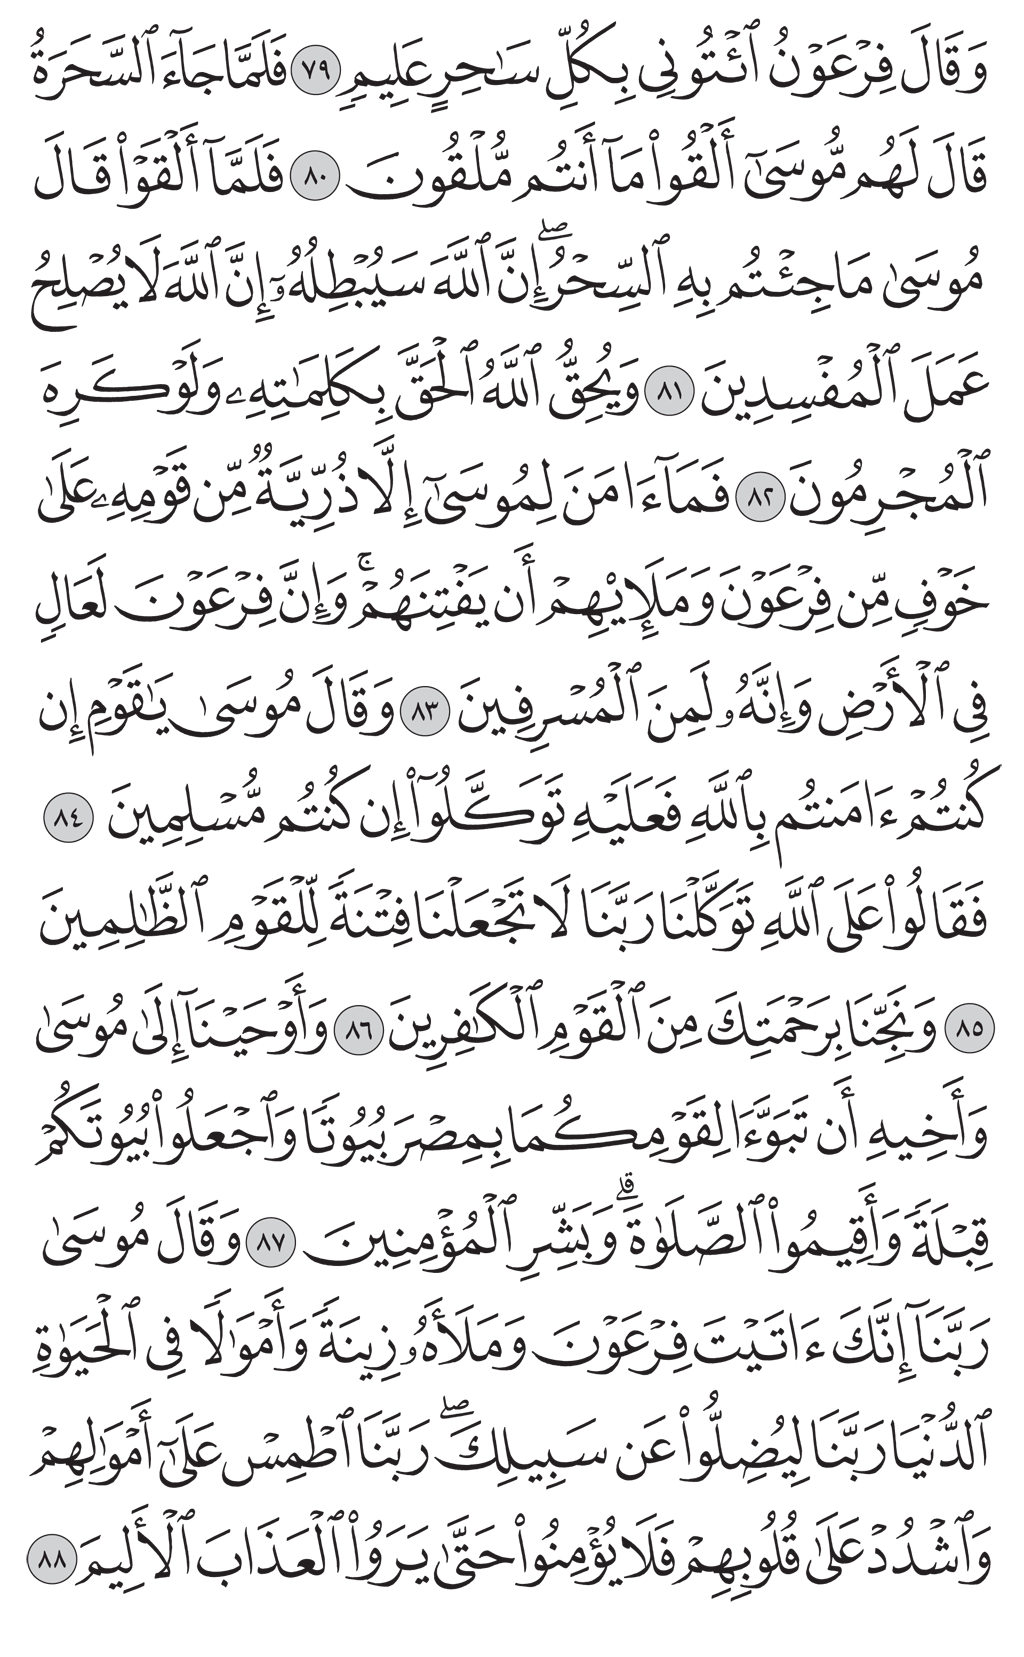 وَقَالَ فِرۡعَوۡنُ ٱئۡتُونِي بِكُلِّ سَٰحِرٍ عَلِيمٖ ٧٩ فَلَمَّا جَآءَ ٱلسَّحَرَةُ
قَالَ لَهُم مُّوسَىٰٓ أَلۡقُواْ مَآ أَنتُم مُّلۡقُونَ ٨٠ فَلَمَّآ أَلۡقَوۡاْ قَالَ
مُوسَىٰ مَا جِئۡتُم بِهِ ٱلسِّحۡرُۖ إِنَّ ٱللَّهَ سَيُبۡطِلُهُۥٓ إِنَّ ٱللَّهَ لَا يُصۡلِحُ
عَمَلَ ٱلۡمُفۡسِدِينَ ٨١ وَيُحِقُّ ٱللَّهُ ٱلۡحَقَّ بِكَلِمَٰتِهِۦ وَلَوۡ كَرِهَ
ٱلۡمُجۡرِمُونَ ٨٢ فَمَآ ءَامَنَ لِمُوسَىٰٓ إِلَّا ذُرِّيَّةٞ مِّن قَوۡمِهِۦ عَلَىٰ
خَوۡفٖ مِّن فِرۡعَوۡنَ وَمَلَإِيْهِمۡ أَن يَفۡتِنَهُمۡۚ وَإِنَّ فِرۡعَوۡنَ لَعَالٖ
فِي ٱلۡأَرۡضِ وَإِنَّهُۥ لَمِنَ ٱلۡمُسۡرِفِينَ ٨٣ وَقَالَ مُوسَىٰ يَٰقَوۡمِ إِن
كُنتُمۡ ءَامَنتُم بِٱللَّهِ فَعَلَيۡهِ تَوَكَّلُوٓاْ إِن كُنتُم مُّسۡلِمِينَ ٨٤
فَقَالُواْ عَلَى ٱللَّهِ تَوَكَّلۡنَا رَبَّنَا لَا تَجۡعَلۡنَا فِتۡنَةٗ لِّلۡقَوۡمِ ٱلظَّٰلِمِينَ
٨٥ وَنَجِّنَا بِرَحۡمَتِكَ مِنَ ٱلۡقَوۡمِ ٱلۡكَٰفِرِينَ ٨٦ وَأَوۡحَيۡنَآ إِلَىٰ مُوسَىٰ
وَأَخِيهِ أَن تَبَوَّءَا لِقَوۡمِكُمَا بِمِصۡرَ بُيُوتٗا وَٱجۡعَلُواْ بُيُوتَكُمۡ
قِبۡلَةٗ وَأَقِيمُواْ ٱلصَّلَوٰةَۗ وَبَشِّرِ ٱلۡمُؤۡمِنِينَ ٨٧ وَقَالَ مُوسَىٰ
رَبَّنَآ إِنَّكَ ءَاتَيۡتَ فِرۡعَوۡنَ وَمَلَأَهُۥ زِينَةٗ وَأَمۡوَٰلٗا فِي ٱلۡحَيَوٰةِ
ٱلدُّنۡيَا رَبَّنَا لِيُضِلُّواْ عَن سَبِيلِكَۖ رَبَّنَا ٱطۡمِسۡ عَلَىٰٓ أَمۡوَٰلِهِمۡ
وَٱشۡدُدۡ عَلَىٰ قُلُوبِهِمۡ فَلَا يُؤۡمِنُواْ حَتَّىٰ يَرَوُاْ ٱلۡعَذَابَ ٱلۡأَلِيمَ ٨٨